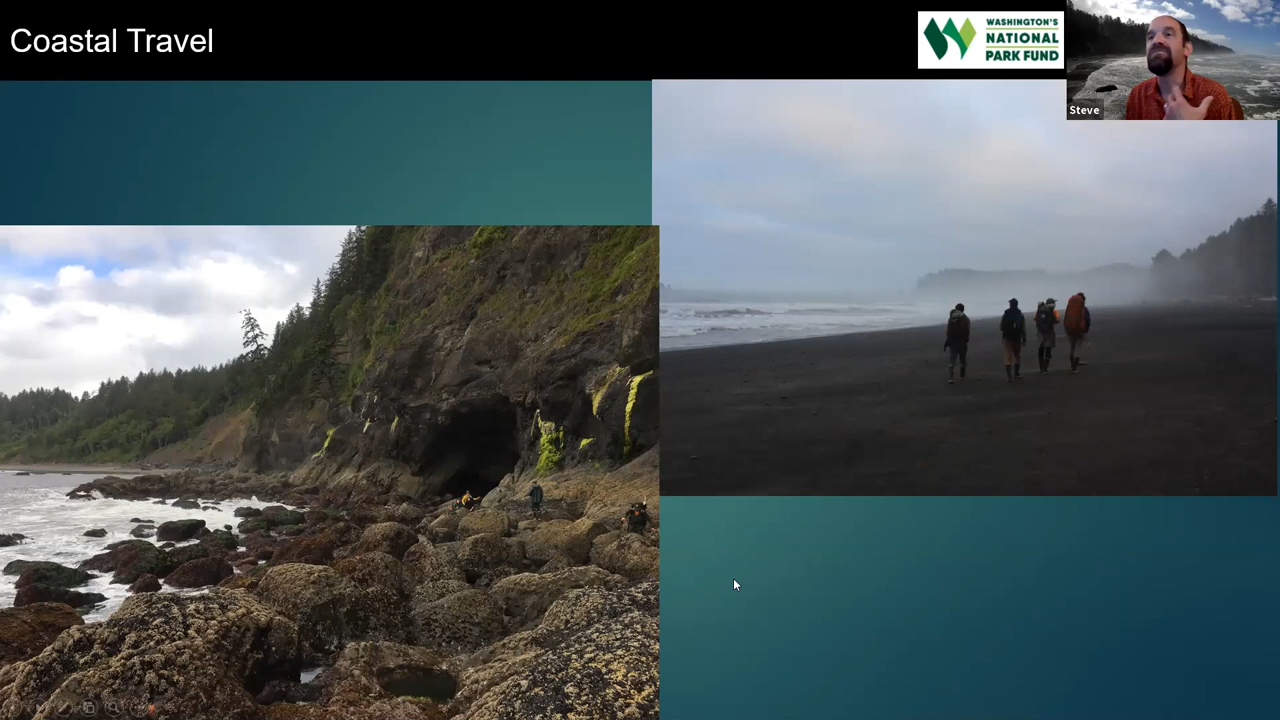 Coastal Travel
WASHINGTON'S
NATIONAL
PARK FUND
Steve